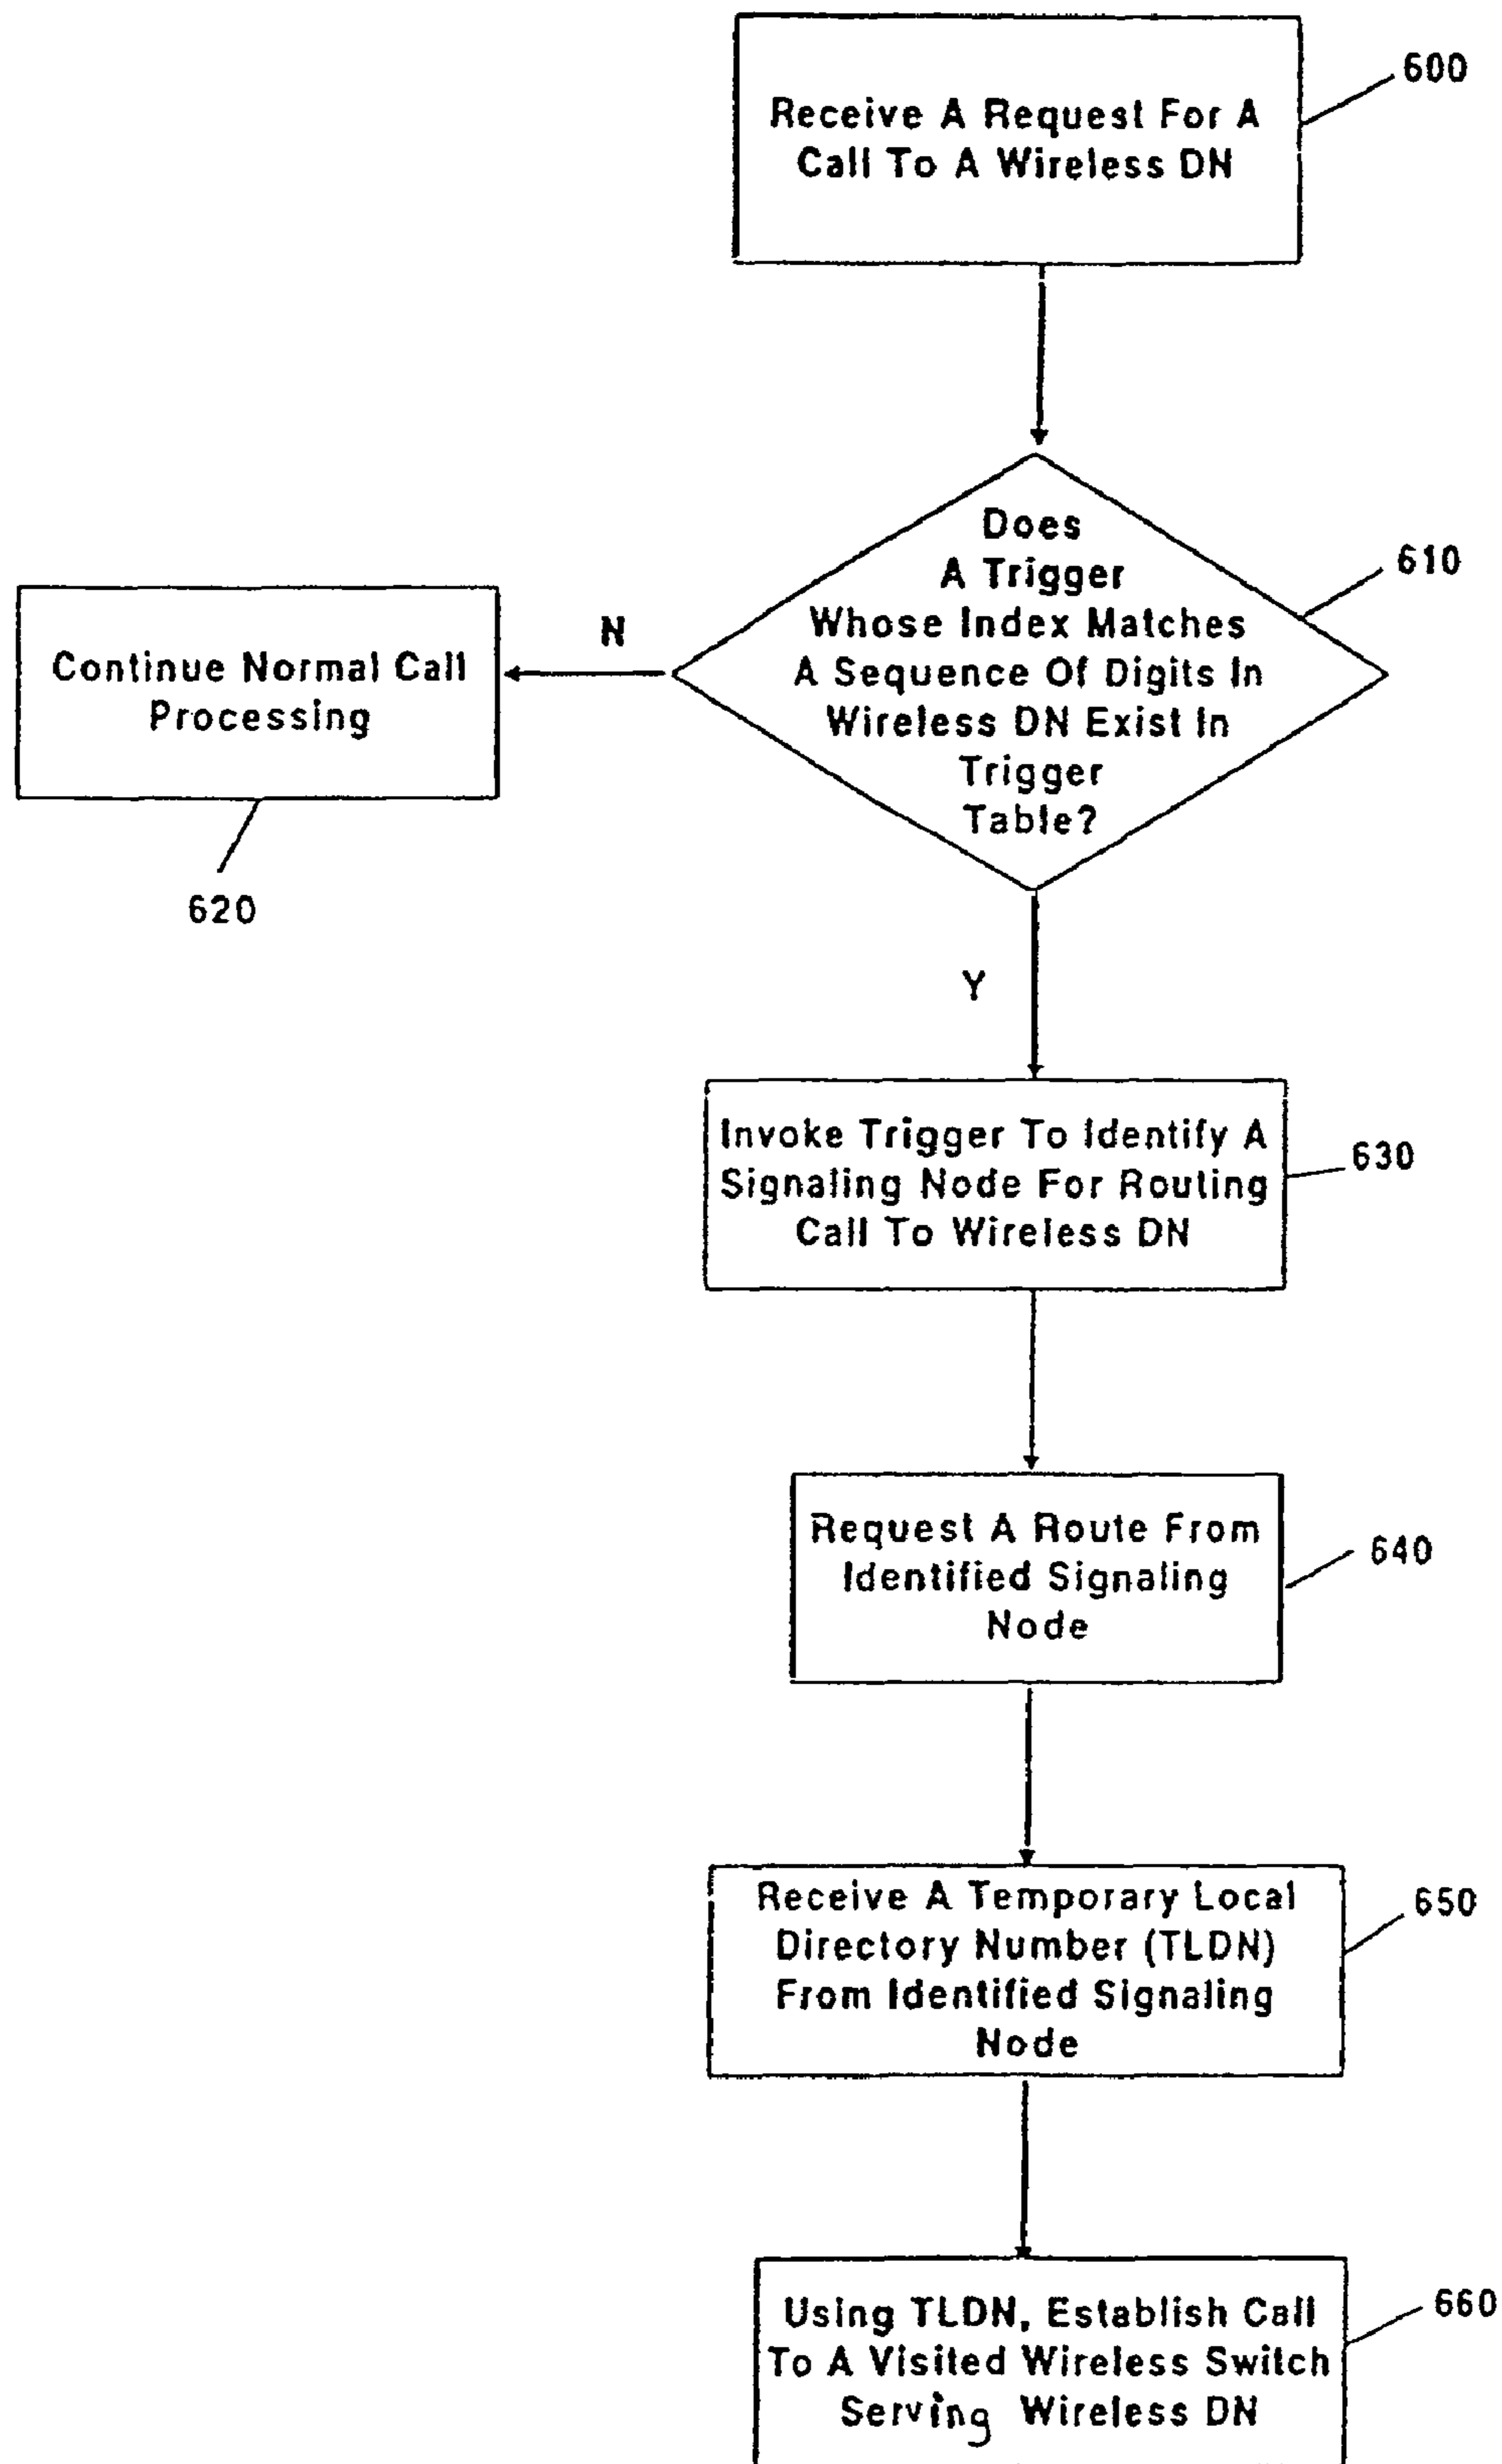 600
Receive A Request For A
Call To A Wireless DN
610
Does
A Trigger
Whose Index Matches
A Sequence Of Digits In
Wireless DN Exist In
Trigger
Table?
N
Continue Normal Call
Processing
620
Y
Invoke Trigger To Identify A
Signaling Node For Routing
Call To Wireless DN
630
Request A Route From
Identified Signaling
Node
640
Receive A Temporary Local
Directory Number (TLDN)
From Identified Signaling
Node
650
Using TLDN, Establish Call
To A Visited Wireless Switch
Serving Wireless DN
660